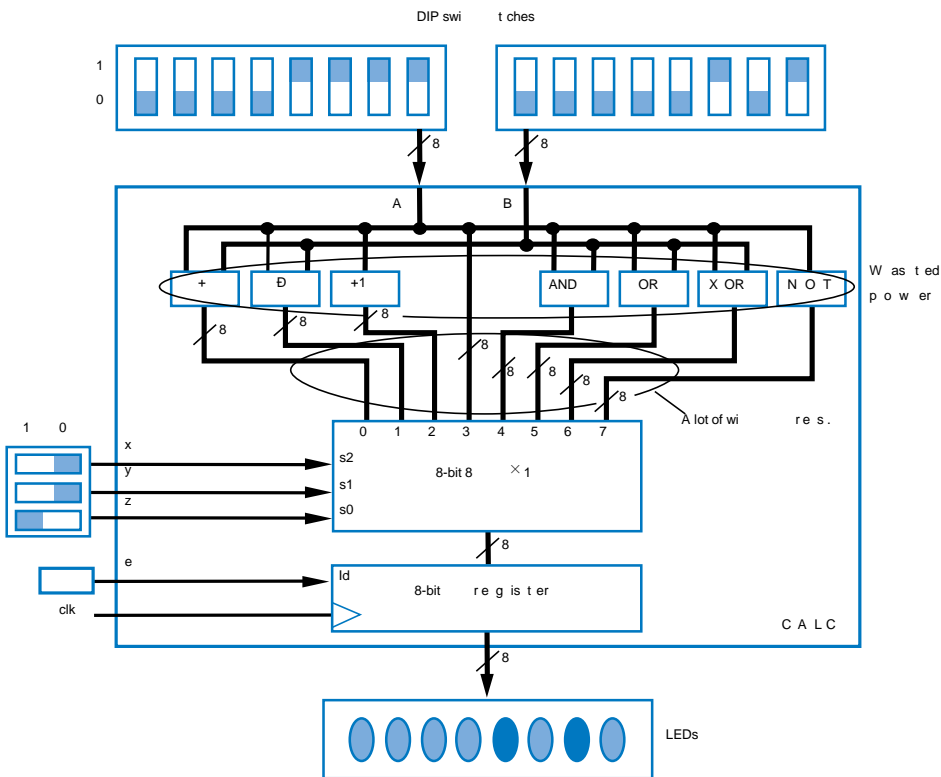 DIP swi t ches
1
0
8
8
A
B
W as t ed
p o w er
+
Ð
+1
AND
OR
X OR
N O T
8
8
8
8
8
8
8
8
A lot of wi r e s .
1 0
0 1 2 3 4 5 6 7
x
s2
8-bit 8 × 1
y
s1
z
s0
8
e
ld
8-bit r e g is t er
clk
C A L C
8
LEDs